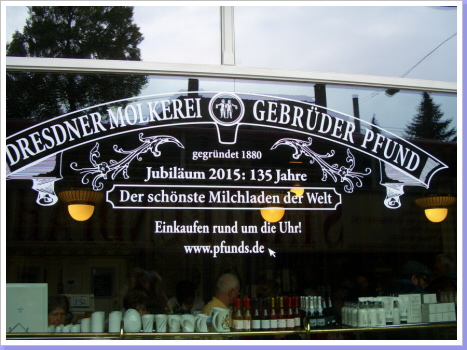 DRESDNER MOLKEREI GEBRÜDER PFUND
gegründet 1880
Jubiläum 2015: 135 Jahre
Der schönste Milchladen der Welt
Einkaufen rund um die Uhr!
www.pfunds.de